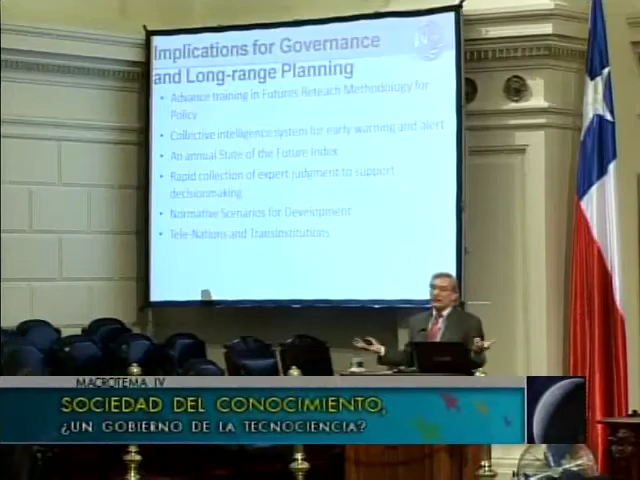 Implications for Governance
and Long-range Planning
• Advance training in Futures Reteach Methodology for
Policy
• Collective intelligence system for early warning and alert
• An annual State of the Future Index
• Rapid collection of expert judgment to support
decisionmaking
• Normative Scenarios for Development
• Tele-Nations and Transinstitutions
MACROTEMA IV
SOCIEDAD DEL CONOCIMIENTO,
¿UN GOBIERNO DE LA TECNOCIENCIA?